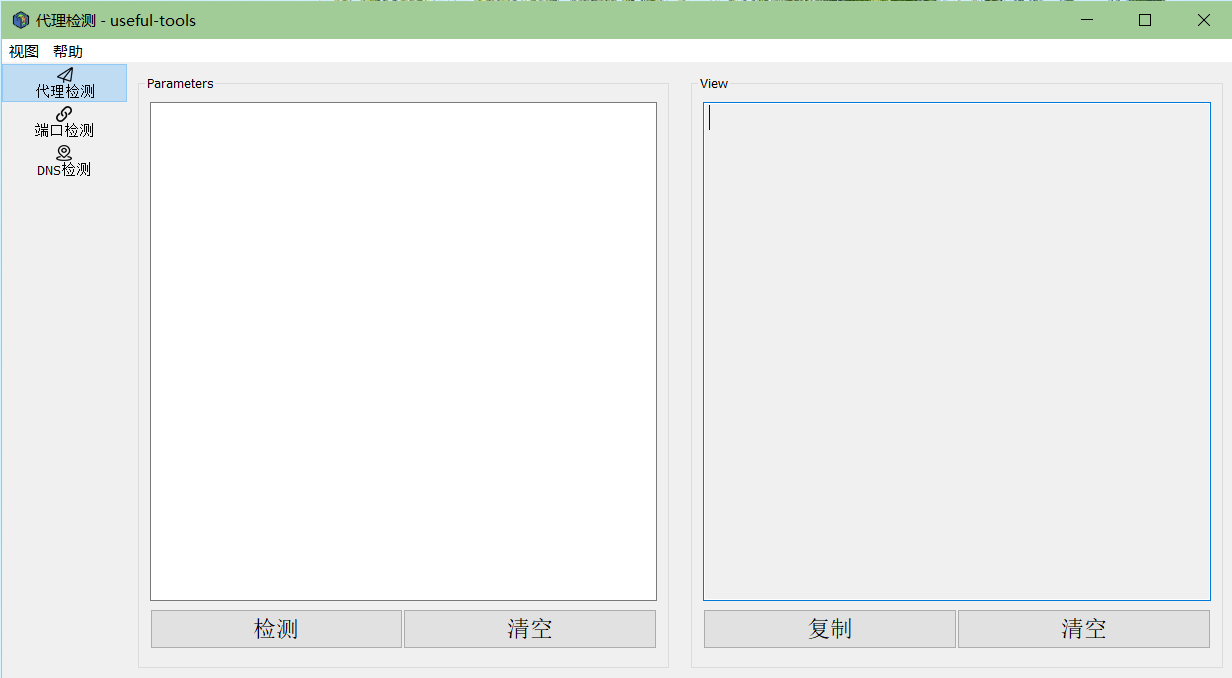 代理检测 - useful-tools
视图 帮助
代理检测
端口检测
DNS检测
Parameters
检测 清空
View
复制 清空